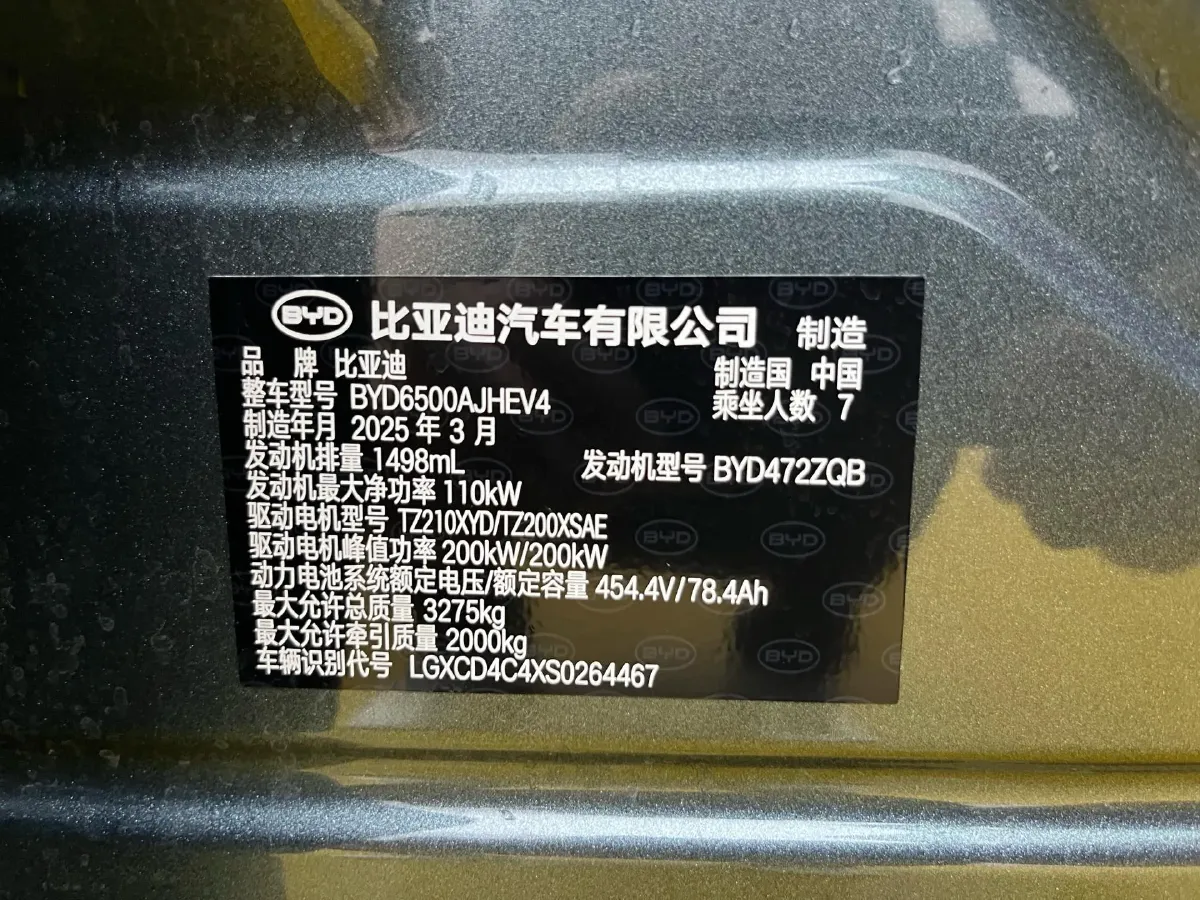 BYD 比亚迪汽车有限公司 制造
品 牌 比亚迪 制造国 中国
整车型号 BYD6500AJHEV4 乘坐人数 7
制造年月 2025 年 3 月
发动机排量 1498mL 发动机型号 BYD472ZQB
发动机最大净功率 110kW
驱动电机型号 TZ210XYD/TZ200XSAE
驱动电机峰值功率 200kW/200kW
动力电池系统额定电压/额定容量 454.4V/78.4Ah
最大允许总质量 3275kg
最大允许牵引质量 2000kg
车辆识别代号 LGXCD4C4XS0264467